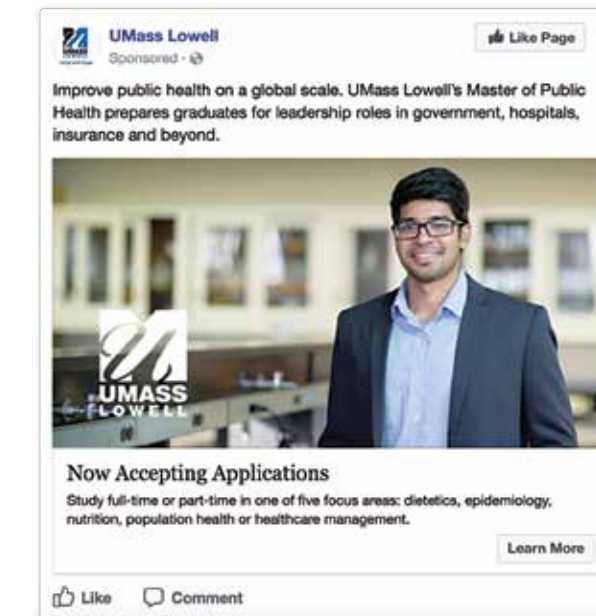 UMASS
UMass Lowell
Sponsored ·
Like Page
Improve public health on a global scale. UMass Lowell's Master of Public
Health prepares graduates for leadership roles in government, hospitals,
insurance and beyond.
UMASS
LOWELL
Now Accepting Applications
Study full-time or part-time in one of five focus areas: dietetics, epidemiology,
nutrition, population health or healthcare management.
Learn More
Like Comment